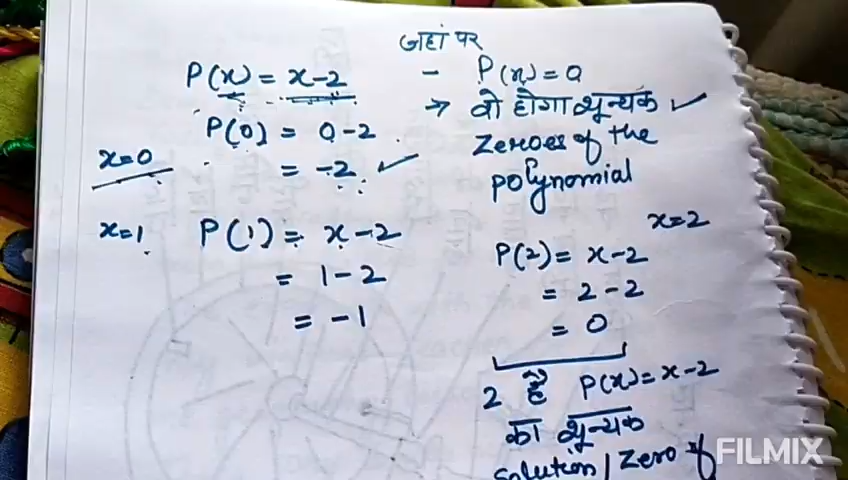 P(x) = x-2
P(0) = 0-2
x=0
= -2 ✓
x=1 P(1) = x-2
= 1-2
= -1
जहां पर
- P(x) = 0
→ वो होगा शून्यक ✓
Zeroes of the
polynomial
x=2
P(2) = x-2
= 2-2
= 0
2 है P(x) = x-2
का शून्यक
solution / Zero of
FILMIX